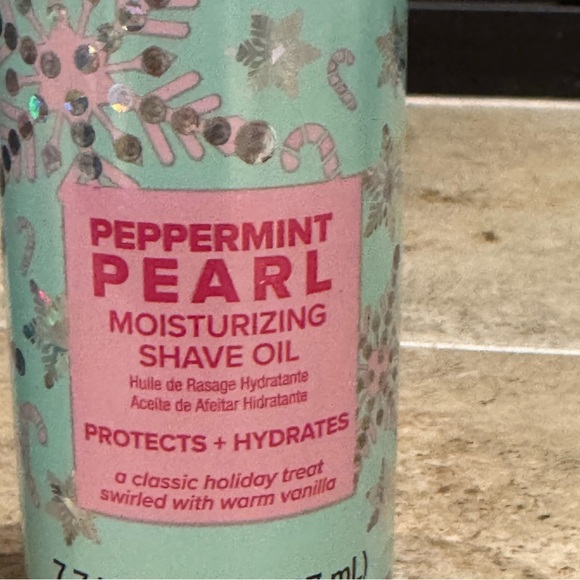 PEPPERMINT
PEARL
MOISTURIZING
SHAVE OIL
Huile de Rasage Hydratante
Aceite de Afeitar Hidratante
PROTECTS + HYDRATES
a classic holiday treat
swirled with warm vanilla
mL)